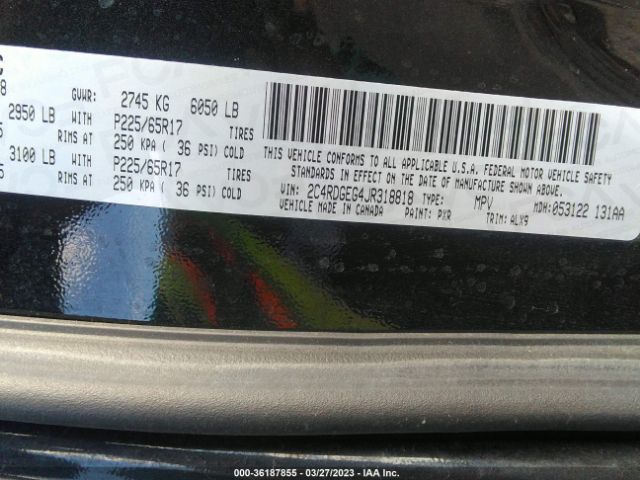 GVWR: 2745 KG 6050 LB
2950 LB WITH P225/65R17 TIRES
RIMS AT 250 KPA ( 36 PSI) COLD
3100 LB WITH P225/65R17 TIRES
RIMS AT 250 KPA ( 36 PSI) COLD
THIS VEHICLE CONFORMS TO ALL APPLICABLE U.S.A. FEDERAL MOTOR VEHICLE SAFETY
STANDARDS IN EFFECT ON THE DATE OF MANUFACTURE SHOWN ABOVE.
VIN: 2C4RDGEG4JR318818 TYPE: MPV MDH: 053122 131AA
VEHICLE MADE IN CANADA PAINT: PXR TRIM: ALX9
000-36187855 - 03/27/2023 - IAA Inc.